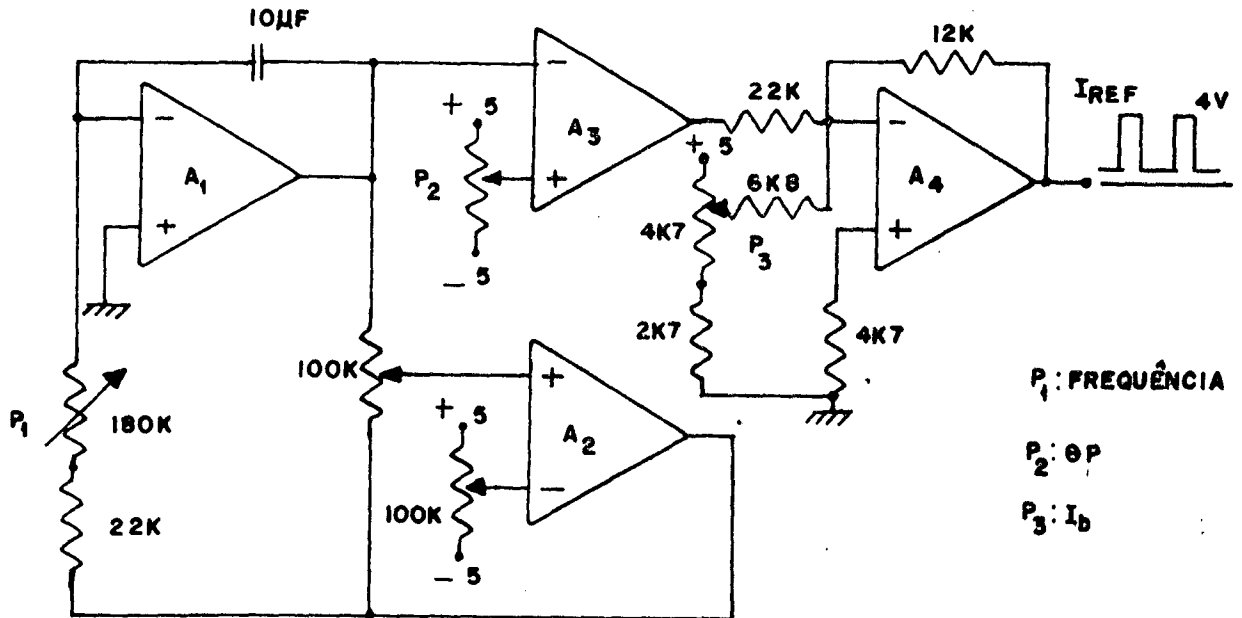 10µF
12K
A1
+ 5
P2
- 5
A3
22K
+ 5
6K8
4K7
P3
2K7
A4
4K7
IREF
4V
P1
180K
22K
100K
+ 5
100K
- 5
A2
P1: FREQUÊNCIA
P2: θP
P3: Ib